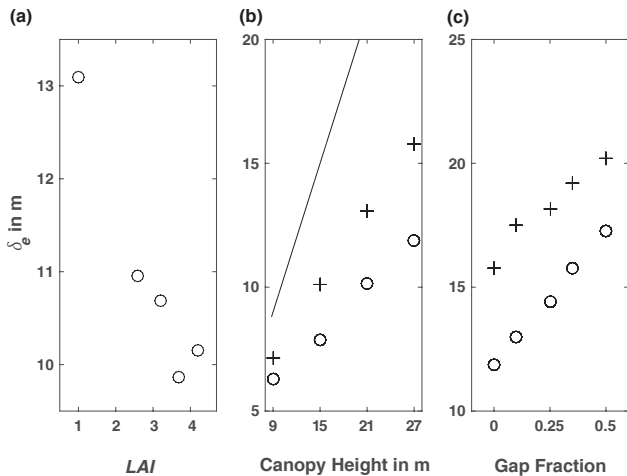 (a)
(b)
(c)
δe in m
13
12
11
10
1 2 3 4
LAI
20
15
10
5
9 15 21 27
Canopy Height in m
25
20
15
10
0 0.25 0.5
Gap Fraction